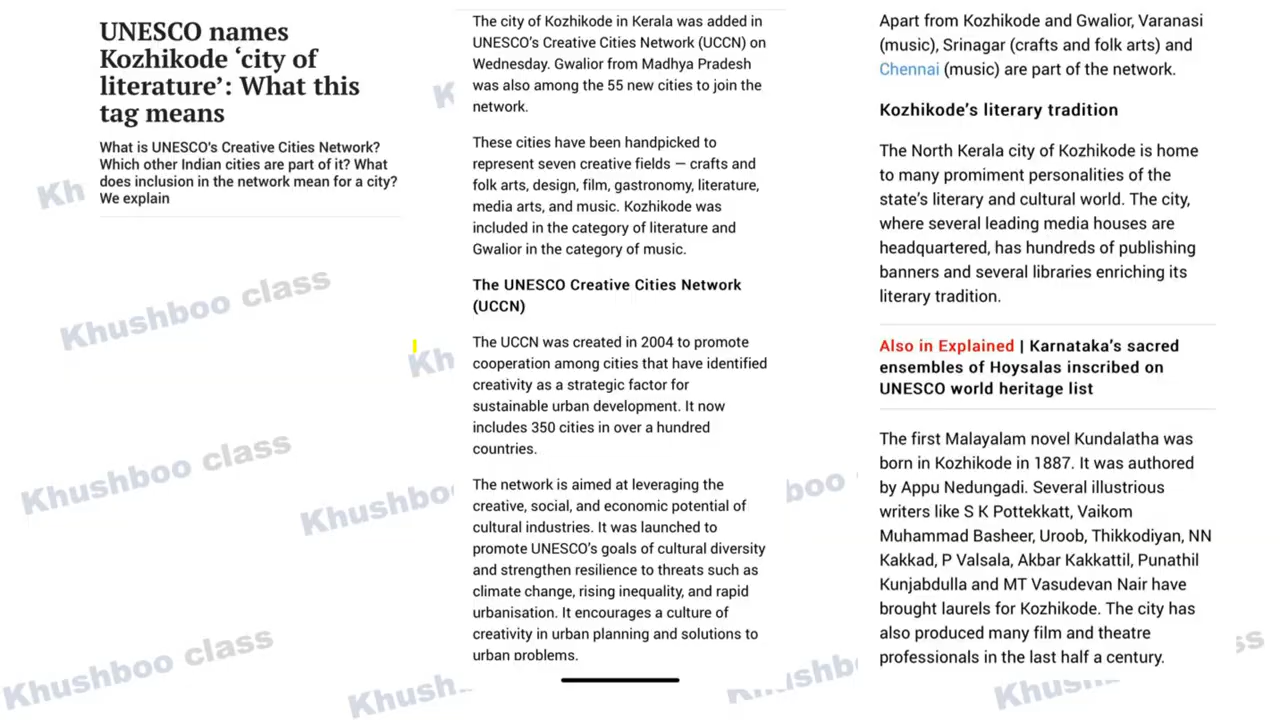 UNESCO names
Kozhikode ‘city of
literature’: What this
tag means
What is UNESCO's Creative Cities Network?
Which other Indian cities are part of it? What
does inclusion in the network mean for a city?
We explain
Kh
Khushboo class
Khushboo class
Khushboo class
The city of Kozhikode in Kerala was added in
UNESCO’s Creative Cities Network (UCCN) on
Wednesday. Gwalior from Madhya Pradesh
was also among the 55 new cities to join the
network.
These cities have been handpicked to
represent seven creative fields — crafts and
folk arts, design, film, gastronomy, literature,
media arts, and music. Kozhikode was
included in the category of literature and
Gwalior in the category of music.
The UNESCO Creative Cities Network
(UCCN)
The UCCN was created in 2004 to promote
cooperation among cities that have identified
creativity as a strategic factor for
sustainable urban development. It now
includes 350 cities in over a hundred
countries.
The network is aimed at leveraging the
creative, social, and economic potential of
cultural industries. It was launched to
promote UNESCO’s goals of cultural diversity
and strengthen resilience to threats such as
climate change, rising inequality, and rapid
urbanisation. It encourages a culture of
creativity in urban planning and solutions to
urban problems.
K
Kh
Khushbo
Khush
boo
Apart from Kozhikode and Gwalior, Varanasi
(music), Srinagar (crafts and folk arts) and
Chennai (music) are part of the network.
Kozhikode’s literary tradition
The North Kerala city of Kozhikode is home
to many promiment personalities of the
state’s literary and cultural world. The city,
where several leading media houses are
headquartered, has hundreds of publishing
banners and several libraries enriching its
literary tradition.
Also in Explained | Karnataka’s sacred
ensembles of Hoysalas inscribed on
UNESCO world heritage list
The first Malayalam novel Kundalatha was
born in Kozhikode in 1887. It was authored
by Appu Nedungadi. Several illustrious
writers like S K Pottekkatt, Vaikom
Muhammad Basheer, Uroob, Thikkodiyan, NN
Kakkad, P Valsala, Akbar Kakkattil, Punathil
Kunjabdulla and MT Vasudevan Nair have
brought laurels for Kozhikode. The city has
also produced many film and theatre
professionals in the last half a century.